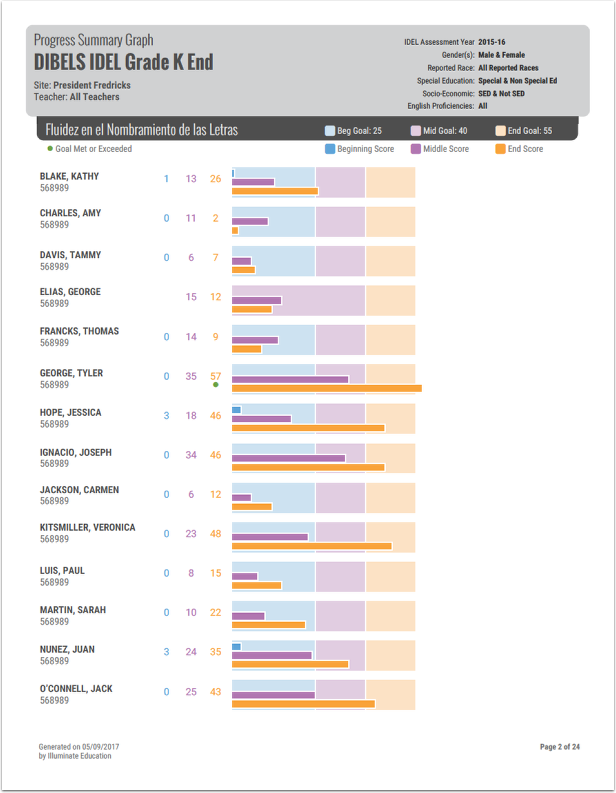 Progress Summary Graph
DIBELS IDEL Grade K End
Site: President Fredricks
Teacher: All Teachers
IDEL Assessment Year 2015-16
Gender(s): Male & Female
Reported Race: All Reported Races
Special Education: Special & Non Special Ed
Socio-Economic: SED & Not SED
English Proficiencies: All
Fluidez en el Nombramiento de las Letras
Beg Goal: 25 Mid Goal: 40 End Goal: 55
Goal Met or Exceeded
Beginning Score Middle Score End Score
BLAKE, KATHY 1 13 26
568989
CHARLES, AMY 0 11 2
568989
DAVIS, TAMMY 0 6 7
568989
ELIAS, GEORGE 15 12
568989
FRANCKS, THOMAS 0 14 9
568989
GEORGE, TYLER 0 35 57
568989
HOPE, JESSICA 3 18 46
568989
IGNACIO, JOSEPH 0 34 46
568989
JACKSON, CARMEN 0 6 12
568989
KITSMILLER, VERONICA 0 23 48
568989
LUIS, PAUL 0 8 15
568989
MARTIN, SARAH 0 10 22
568989
NUNEZ, JUAN 3 24 35
568989
O'CONNELL, JACK 0 25 43
568989
Generated on 05/09/2017
by Illuminate Education
Page 2 of 24